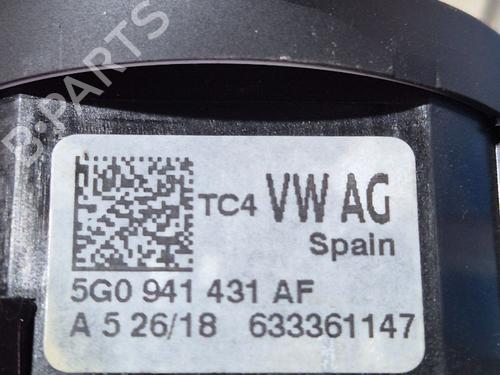 B-PARTS
TC4 VW AG
Spain
5G0 941 431 AF
A 5 26/18 633361147